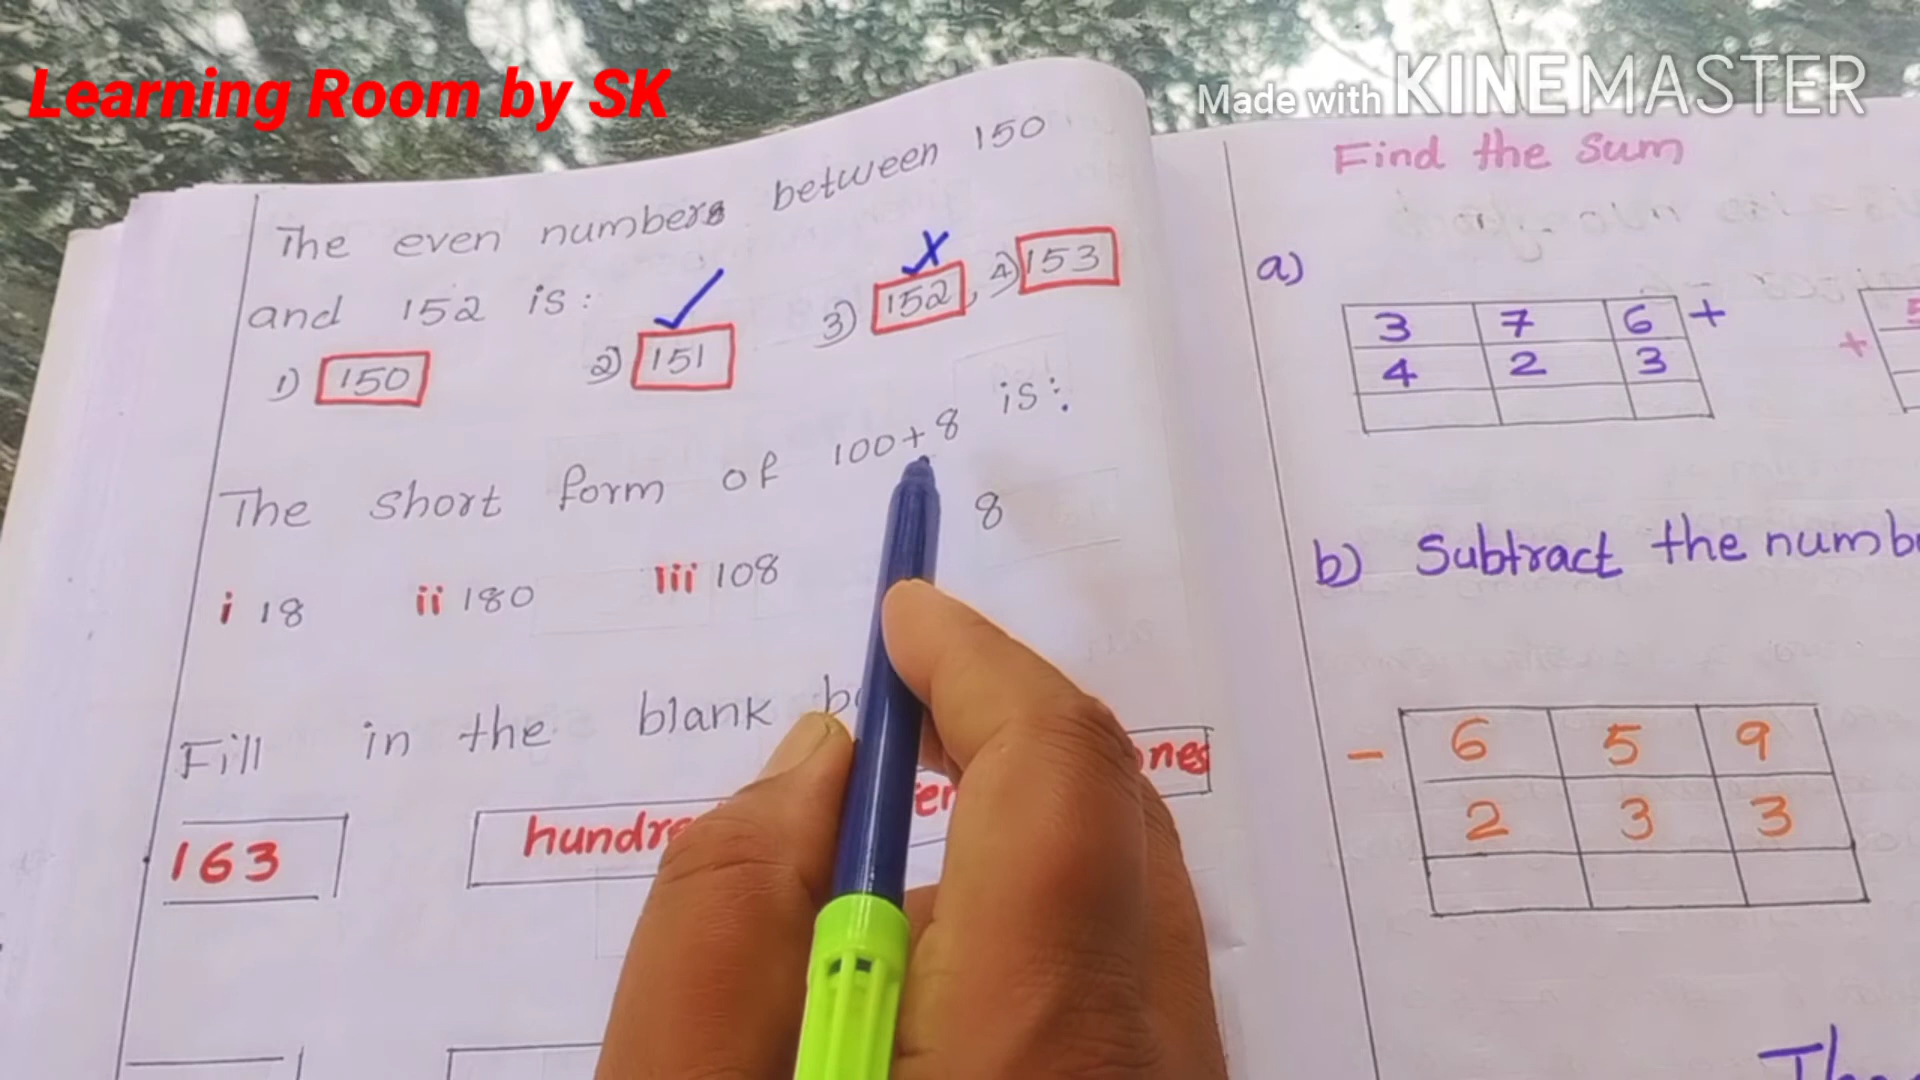 Learning Room by SK
Made with KINEMASTER
The even numbers between 150
and 152 is:
1) 150 2) 151 3) 152, 4) 153
The short form of 100+8 is:
i 18 ii 180 iii 108 8
Fill in the blank
163
Find the sum
a)
3 7 6 +
4 2 3
+
b) Subtract the
- 6 5 9
2 3 3